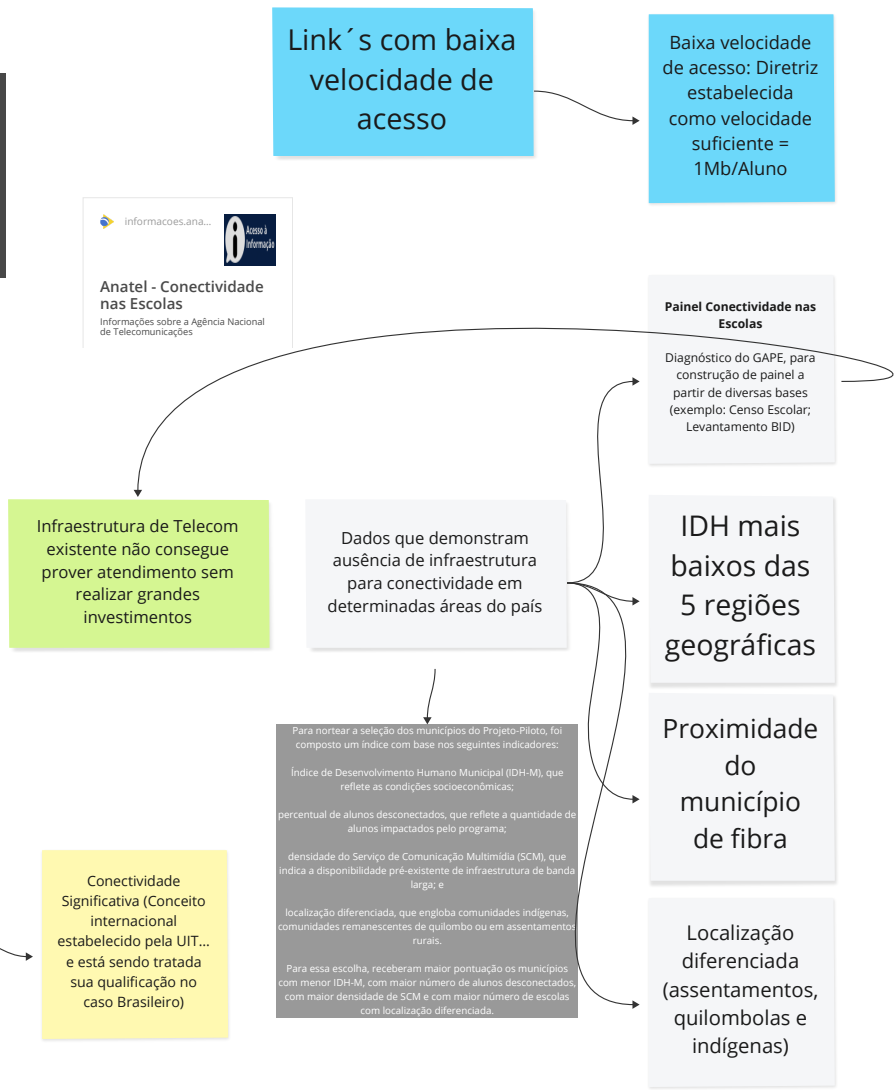 Link´s com baixa
velocidade de
acesso
Baixa velocidade
de acesso: Diretriz
estabelecida
como velocidade
suficiente =
1Mb/Aluno
informacoes.ana...
Acesso à
Informação
Anatel - Conectividade
nas Escolas
Informações sobre a Agência Nacional
de Telecomunicações
Painel Conectividade nas
Escolas
Diagnóstico do GAPE, para
construção de painel a
partir de diversas bases
(exemplo: Censo Escolar;
Levantamento BID)
Infraestrutura de Telecom
existente não consegue
prover atendimento sem
realizar grandes
investimentos
Dados que demonstram
ausência de infraestrutura
para conectividade em
determinadas áreas do país
IDH mais
baixos das
5 regiões
geográficas
Proximidade
do
município
de fibra
Para nortear a seleção dos municípios do Projeto-Piloto, foi
composto um índice com base nos seguintes indicadores:
Índice de Desenvolvimento Humano Municipal (IDH-M), que
reflete as condições socioeconômicas;
percentual de alunos desconectados, que reflete a quantidade de
alunos impactados pelo programa;
densidade do Serviço de Comunicação Multimídia (SCM), que
indica a disponibilidade pré-existente de infraestrutura de banda
larga; e
localização diferenciada, que engloba comunidades indígenas,
comunidades remanescentes de quilombo ou em assentamentos
rurais.
Para essa escolha, receberam maior pontuação os municípios
com menor IDH-M, com maior número de alunos desconectados,
com maior densidade de SCM e com maior número de escolas
com localização diferenciada.
Conectividade
Significativa (Conceito
internacional
estabelecido pela UIT...
e está sendo tratada
sua qualificação no
caso Brasileiro)
Localização
diferenciada
(assentamentos,
quilombolas e
indígenas)